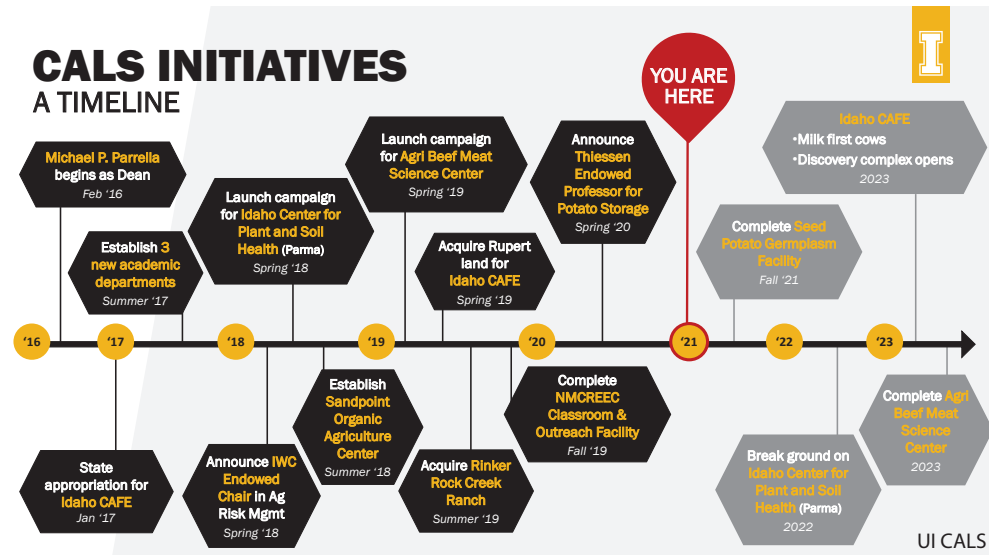 CALS INITIATIVES
A TIMELINE
YOU ARE
HERE
I
Michael P. Parrella
begins as Dean
Feb ‘16
Establish 3
new academic
departments
Summer ‘17
Launch campaign
for Idaho Center for
Plant and Soil
Health (Parma)
Spring ‘18
Launch campaign
for Agri Beef Meat
Science Center
Spring ‘19
Acquire Rupert
land for
Idaho CAFE
Spring ‘19
Announce
Thiessen
Endowed
Professor for
Potato Storage
Spring ‘20
Complete Seed
Potato Germplasm
Facility
Fall ‘21
Idaho CAFE
•Milk first cows
•Discovery complex opens
2023
‘16
‘17
‘18
‘19
‘20
‘21
‘22
‘23
State
appropriation for
Idaho CAFE
Jan ‘17
Announce IWC
Endowed
Chair in Ag
Risk Mgmt
Spring ‘18
Establish
Sandpoint
Organic
Agriculture
Center
Summer ‘18
Acquire Rinker
Rock Creek
Ranch
Summer ‘19
Complete
NMCREEC
Classroom &
Outreach Facility
Fall ‘19
Break ground on
Idaho Center for
Plant and Soil
Health (Parma)
2022
Complete Agri
Beef Meat
Science
Center
2023
UI CALS